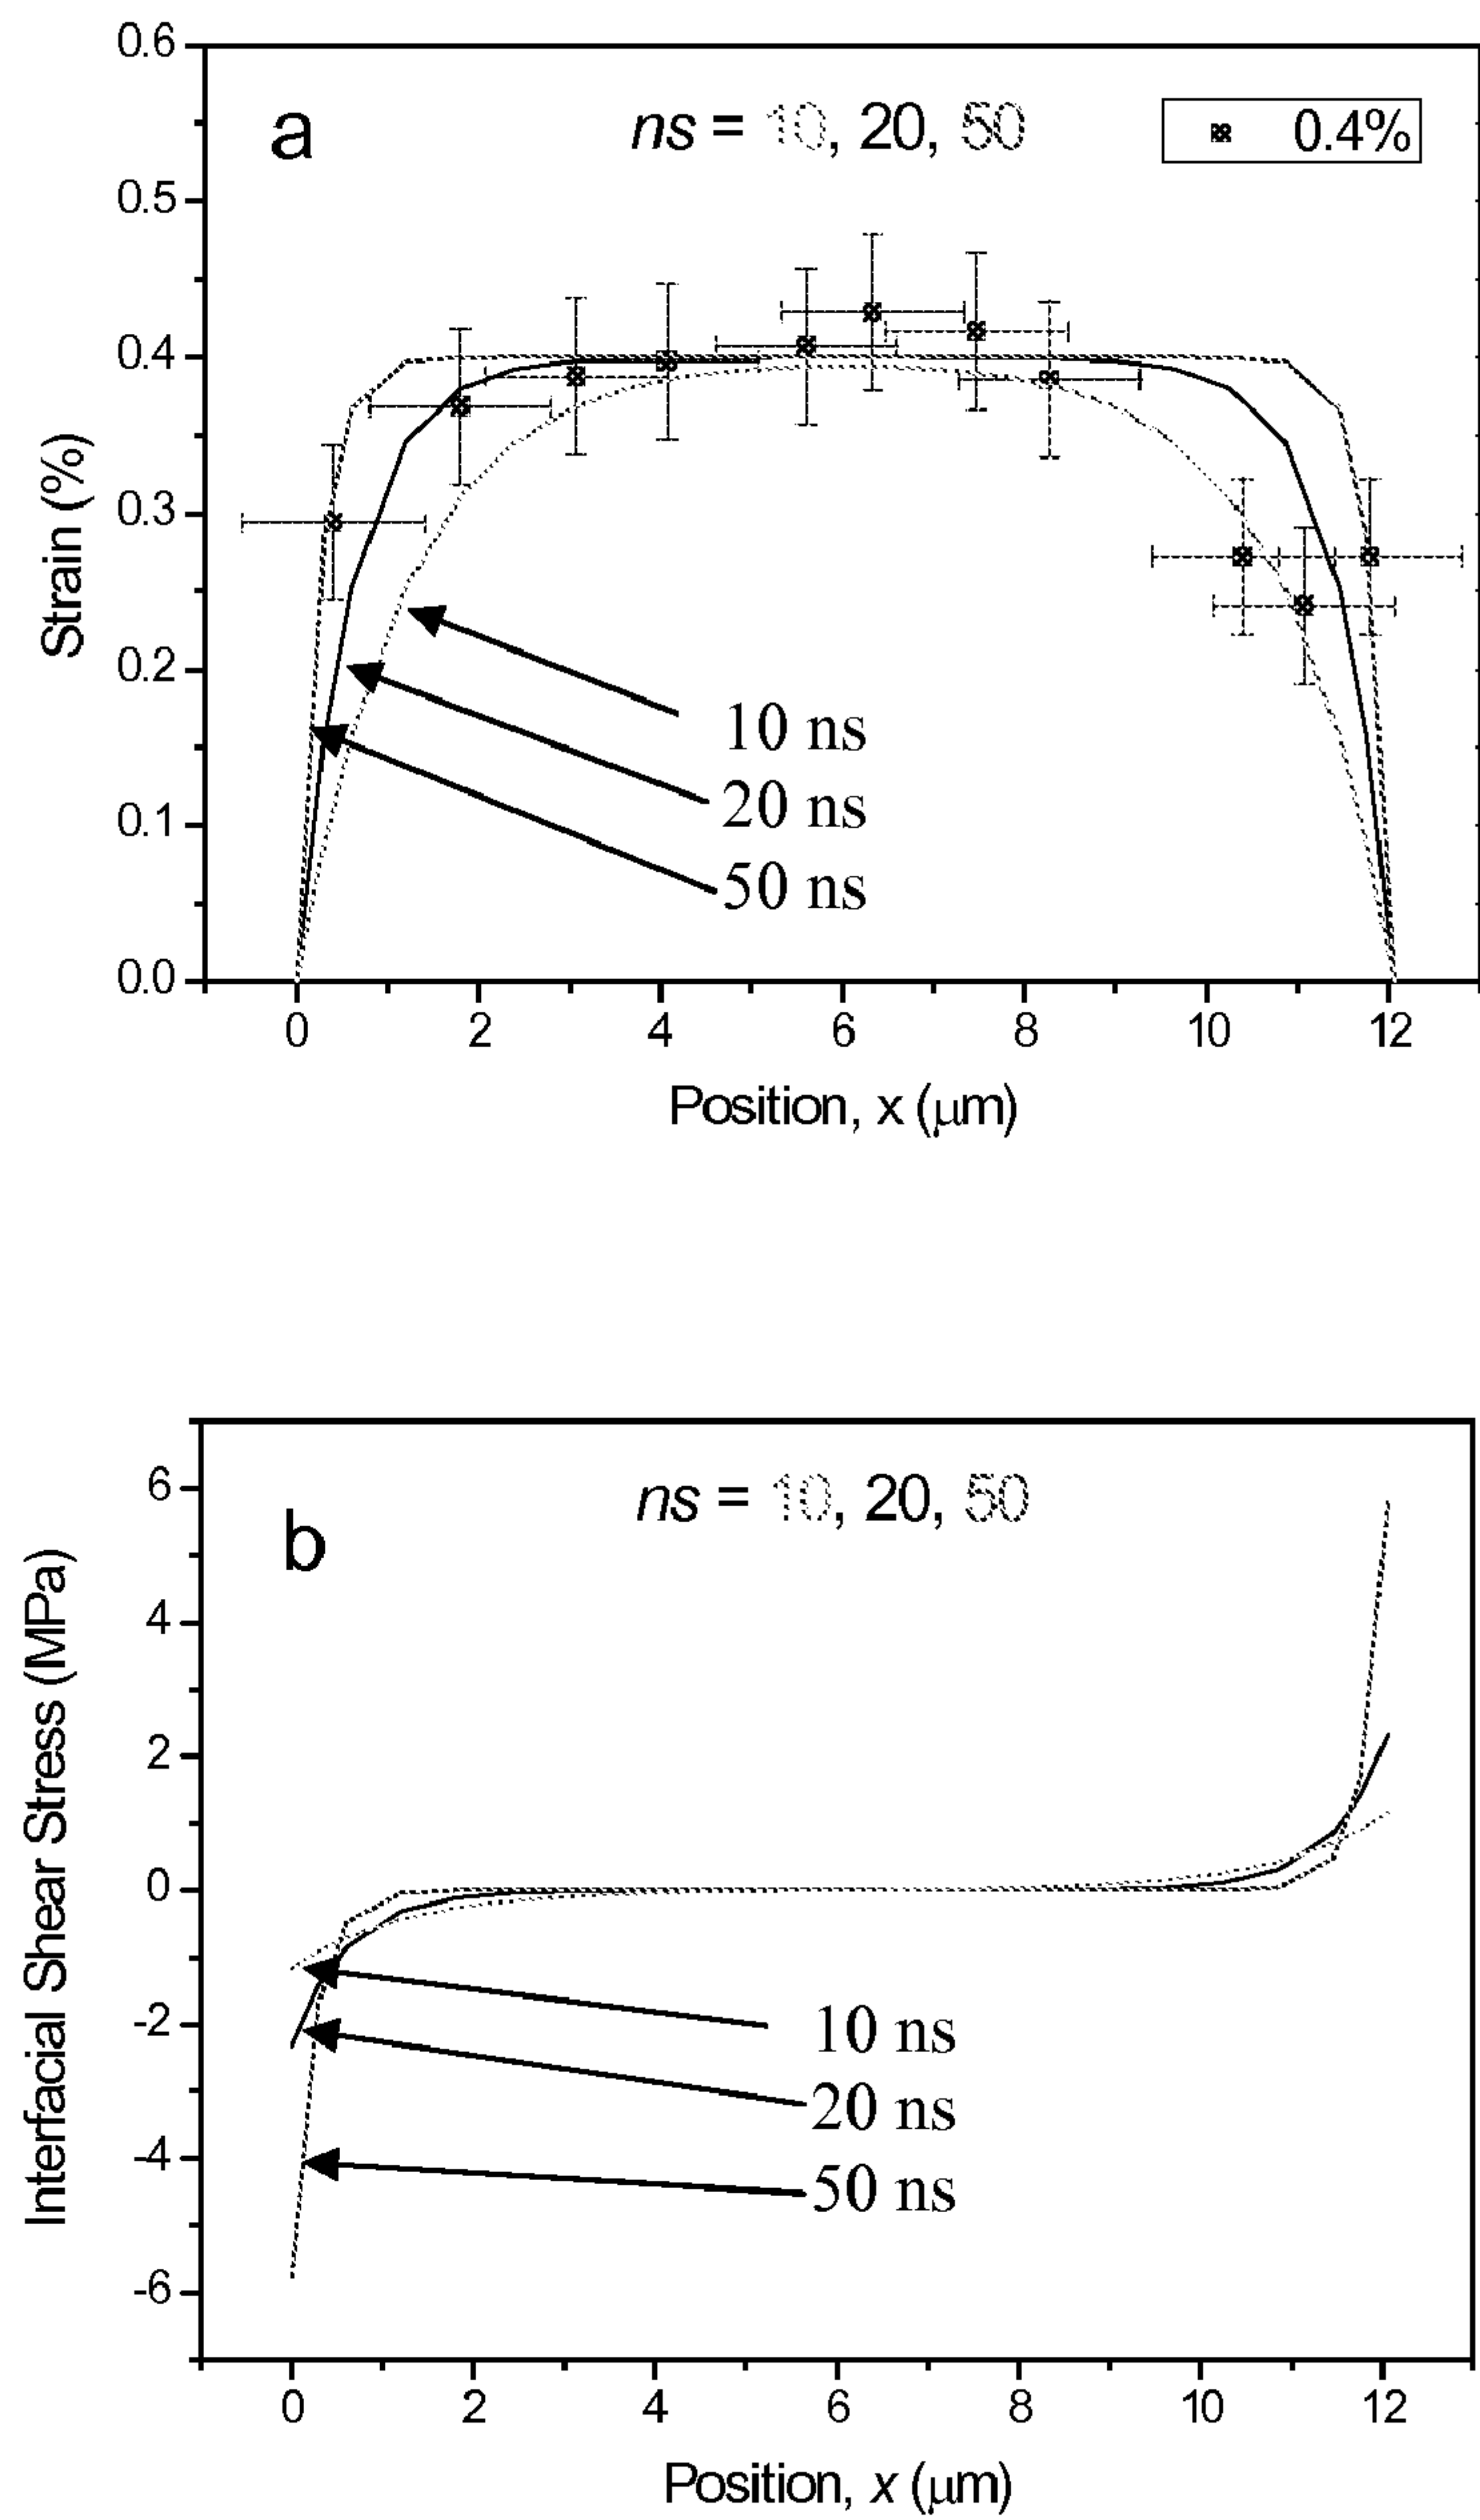 0.6
a
ns = 10, 20, 50
0.4%
0.5
0.4
0.3
0.2
0.1
0.0
Strain (%)
10 ns
20 ns
50 ns
0 2 4 6 8 10 12
Position, x (μm)
b
ns = 10, 20, 50
6
4
2
0
-2
-4
-6
Interfacial Shear Stress (MPa)
10 ns
20 ns
50 ns
0 2 4 6 8 10 12
Position, x (μm)